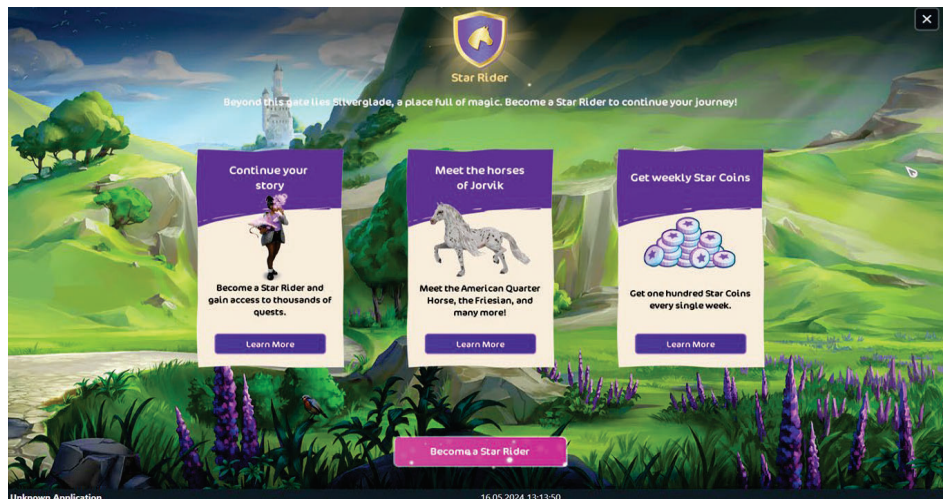 Star Rider
Beyond this gate lies Silverglade, a place full of magic. Become a Star Rider to continue your journey!
Continue your
story
Become a Star Rider and
gain access to thousands of
quests.
Learn More
Meet the horses
of Jorvik
Meet the American Quarter
Horse, the Friesian, and
many more!
Learn More
Get weekly Star Coins
Get one hundred Star Coins
every single week.
Learn More
Become a Star Rider
Unknown Application
16.05.2024 13:13:50